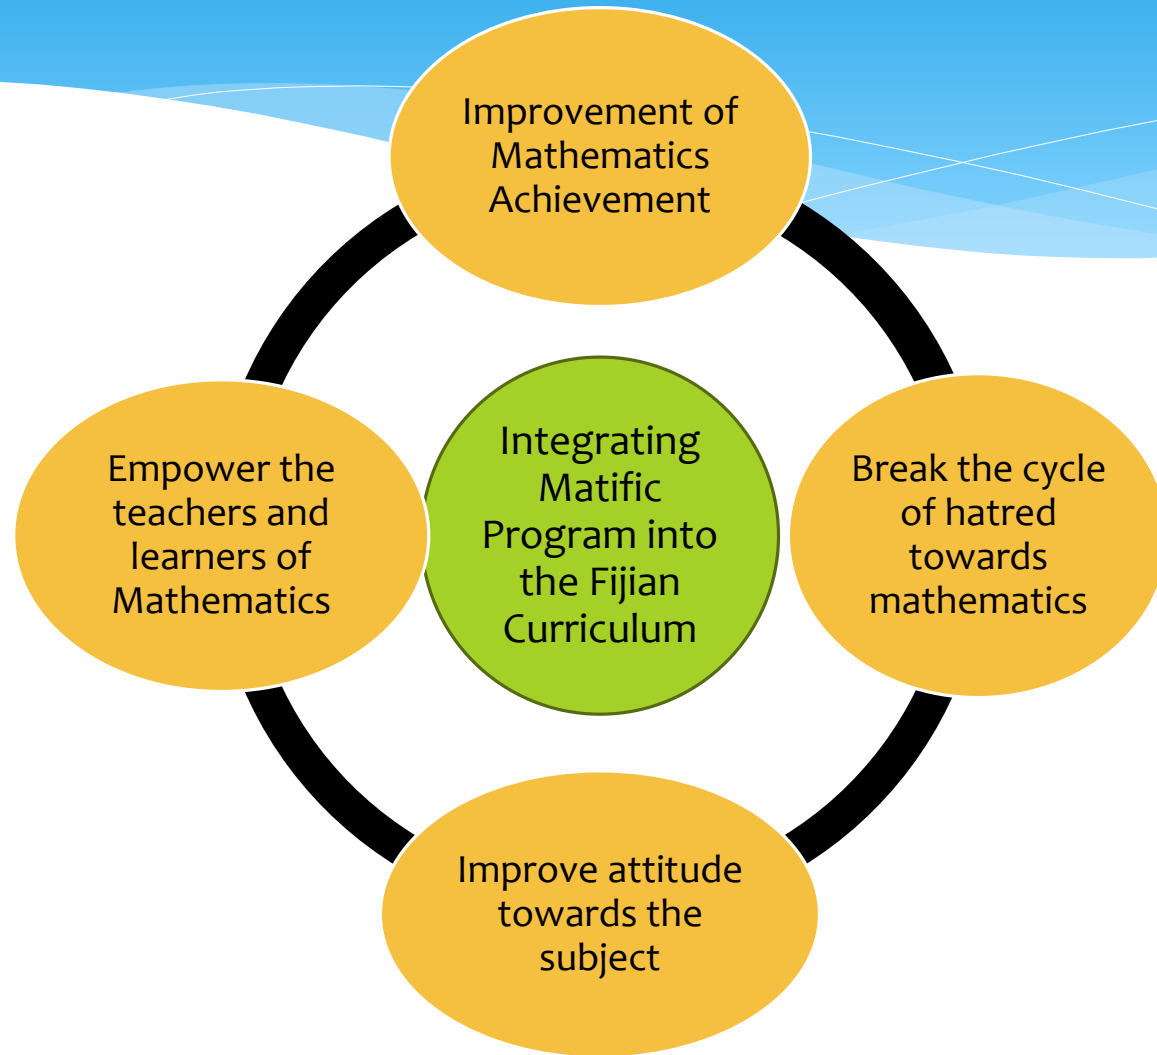 Improvement of
Mathematics
Achievement
Integrating
Matific
Program into
the Fijian
Curriculum
Empower the
teachers and
learners of
Mathematics
Break the cycle
of hatred
towards
mathematics
Improve attitude
towards the
subject